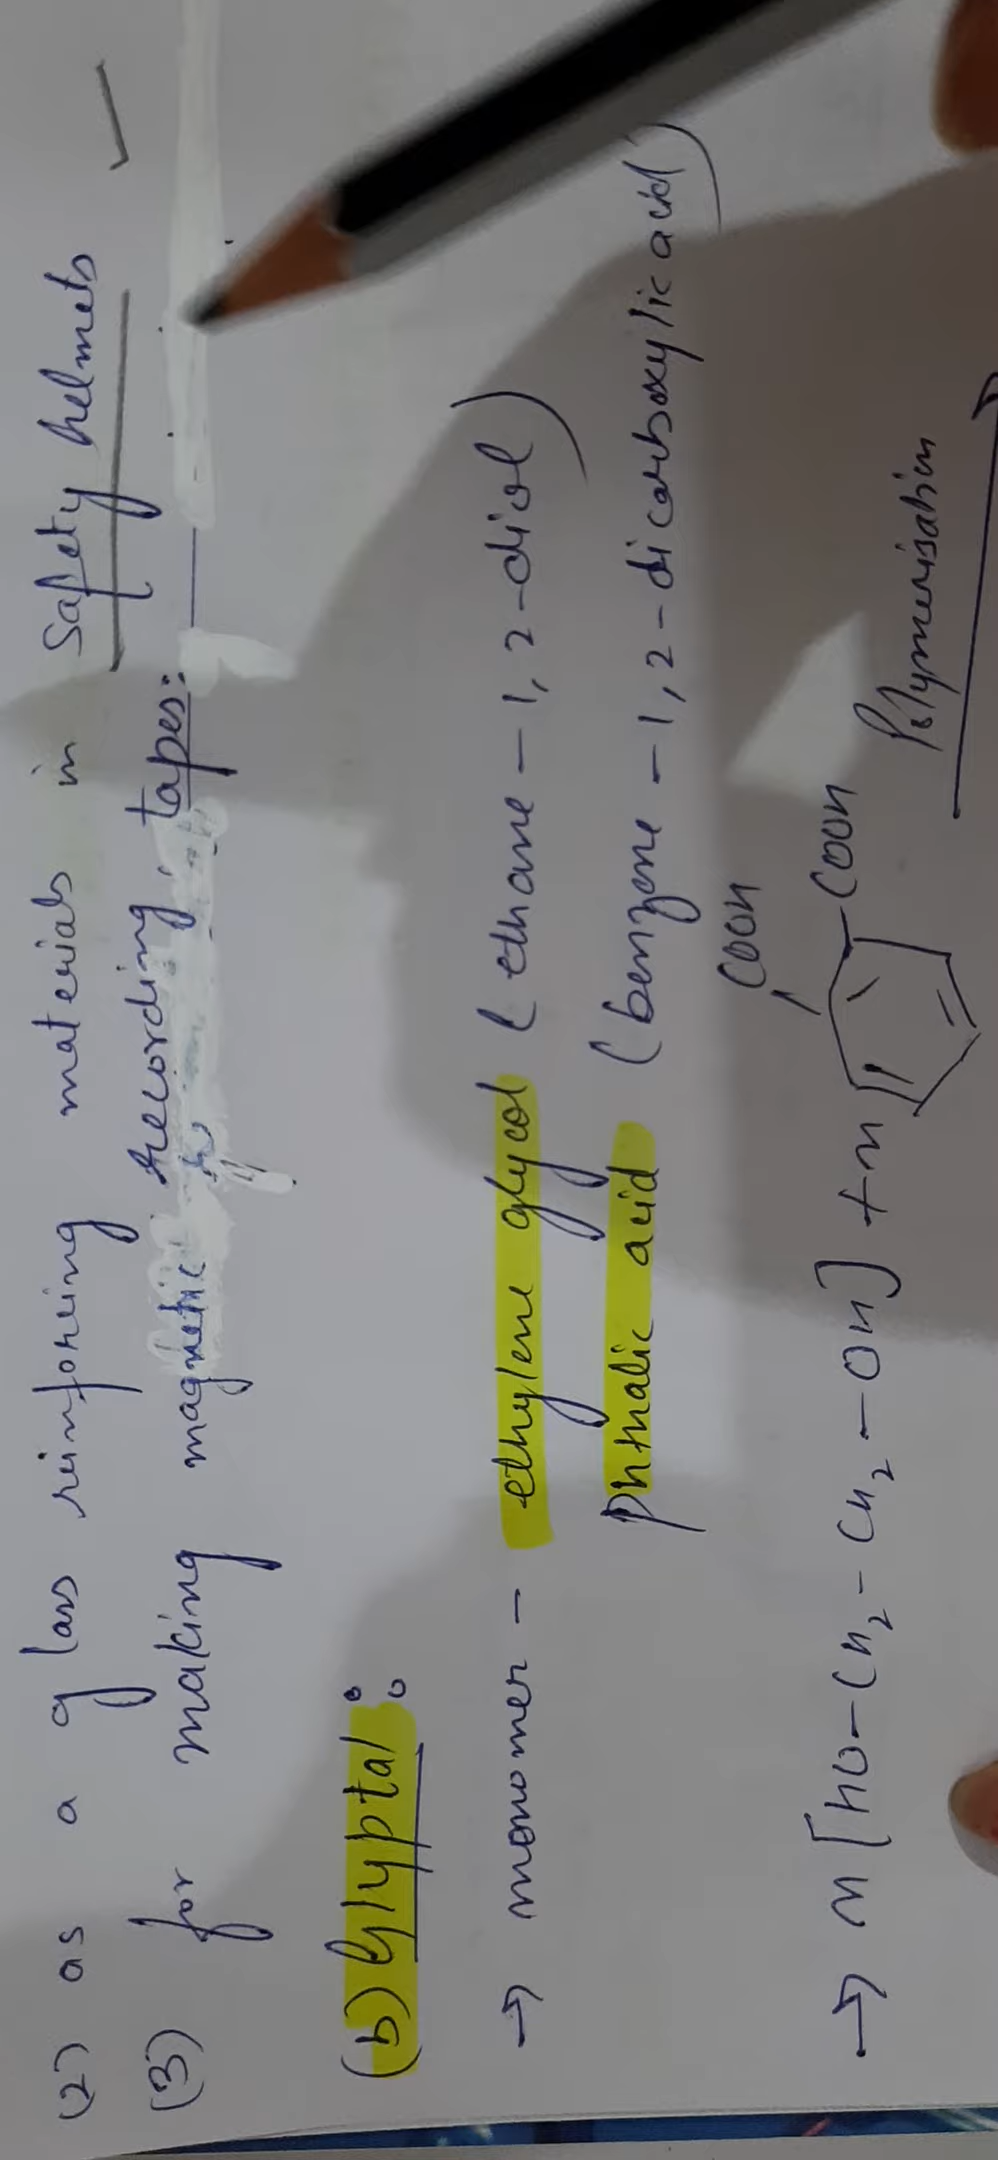 (2) as a glass reinforcing materials in Safety helmets ✓
(3) for making magnetic recording tapes:
(b) Glyptal:
→ monomer - ethylene glycol (ethane-1,2-diol)
Phthalic acid (benzene-1,2-dicarboxylic acid)
COOH
→ n[HO-CH2-CH2-OH] + n COOH Polymerisation